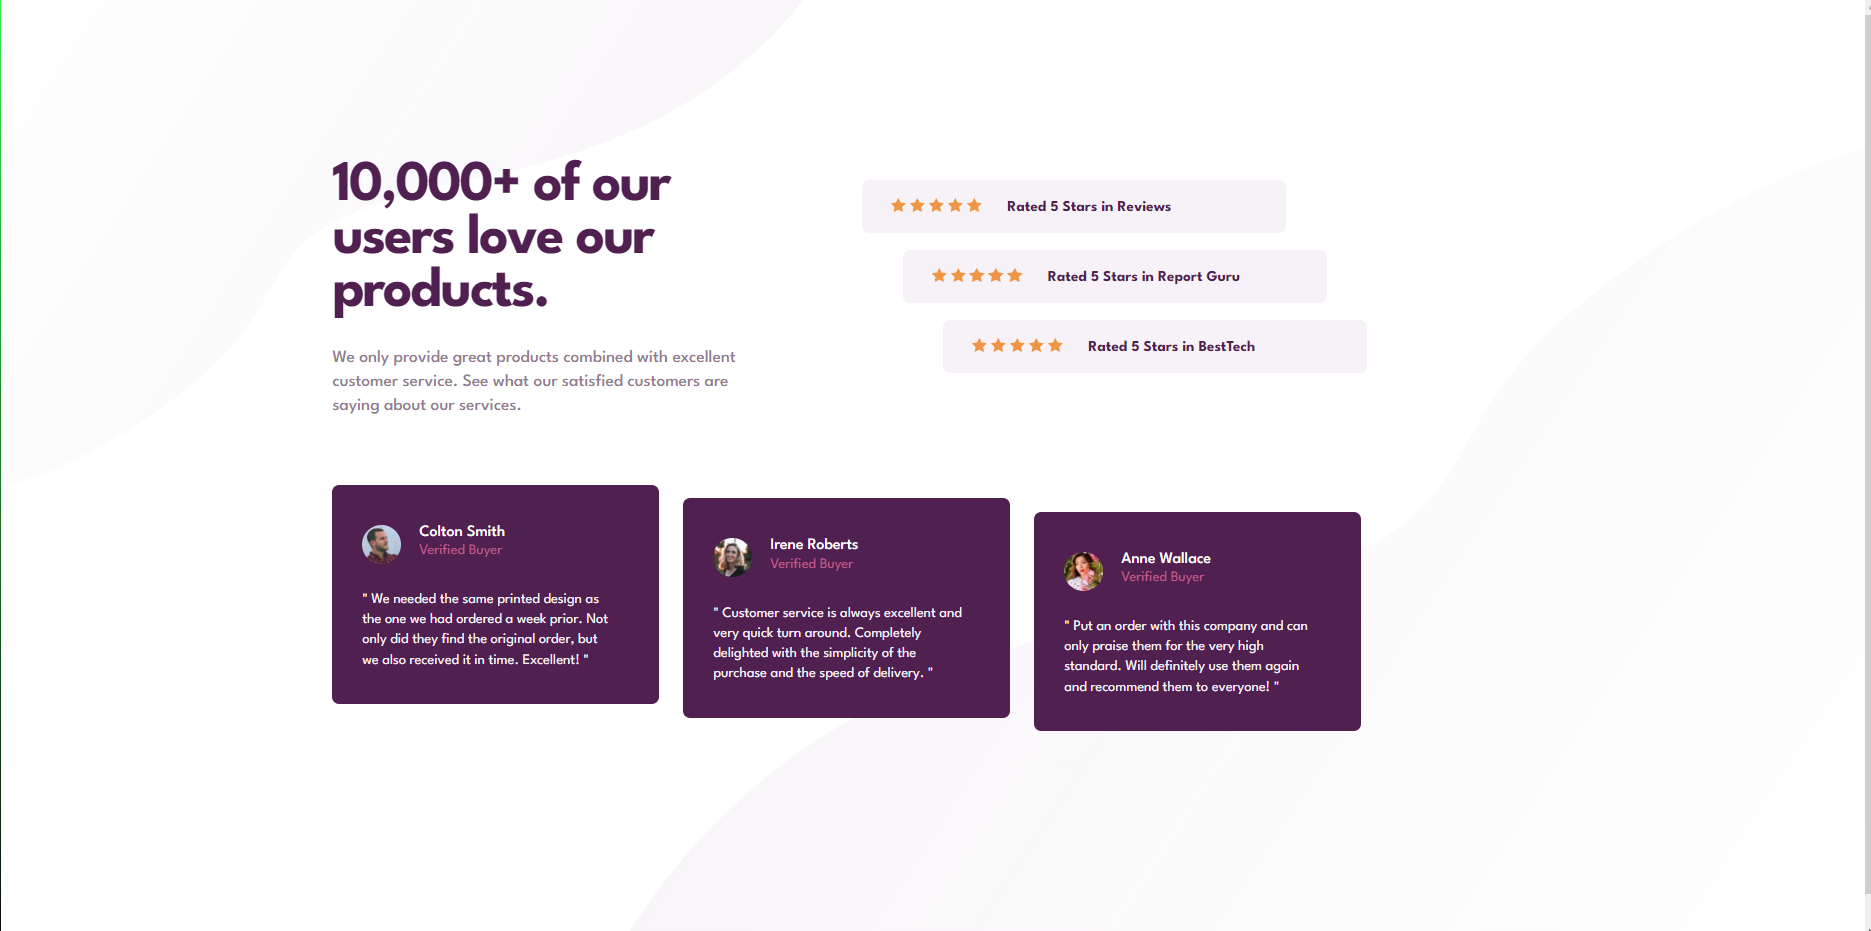 10,000+ of our
users love our
products.
We only provide great products combined with excellent
customer service. See what our satisfied customers are
saying about our services.
Rated 5 Stars in Reviews
Rated 5 Stars in Report Guru
Rated 5 Stars in BestTech
Colton Smith
Verified Buyer
" We needed the same printed design as
the one we had ordered a week prior. Not
only did they find the original order, but
we also received it in time. Excellent! "
Irene Roberts
Verified Buyer
" Customer service is always excellent and
very quick turn around. Completely
delighted with the simplicity of the
purchase and the speed of delivery. "
Anne Wallace
Verified Buyer
" Put an order with this company and can
only praise them for the very high
standard. Will definitely use them again
and recommend them to everyone! "